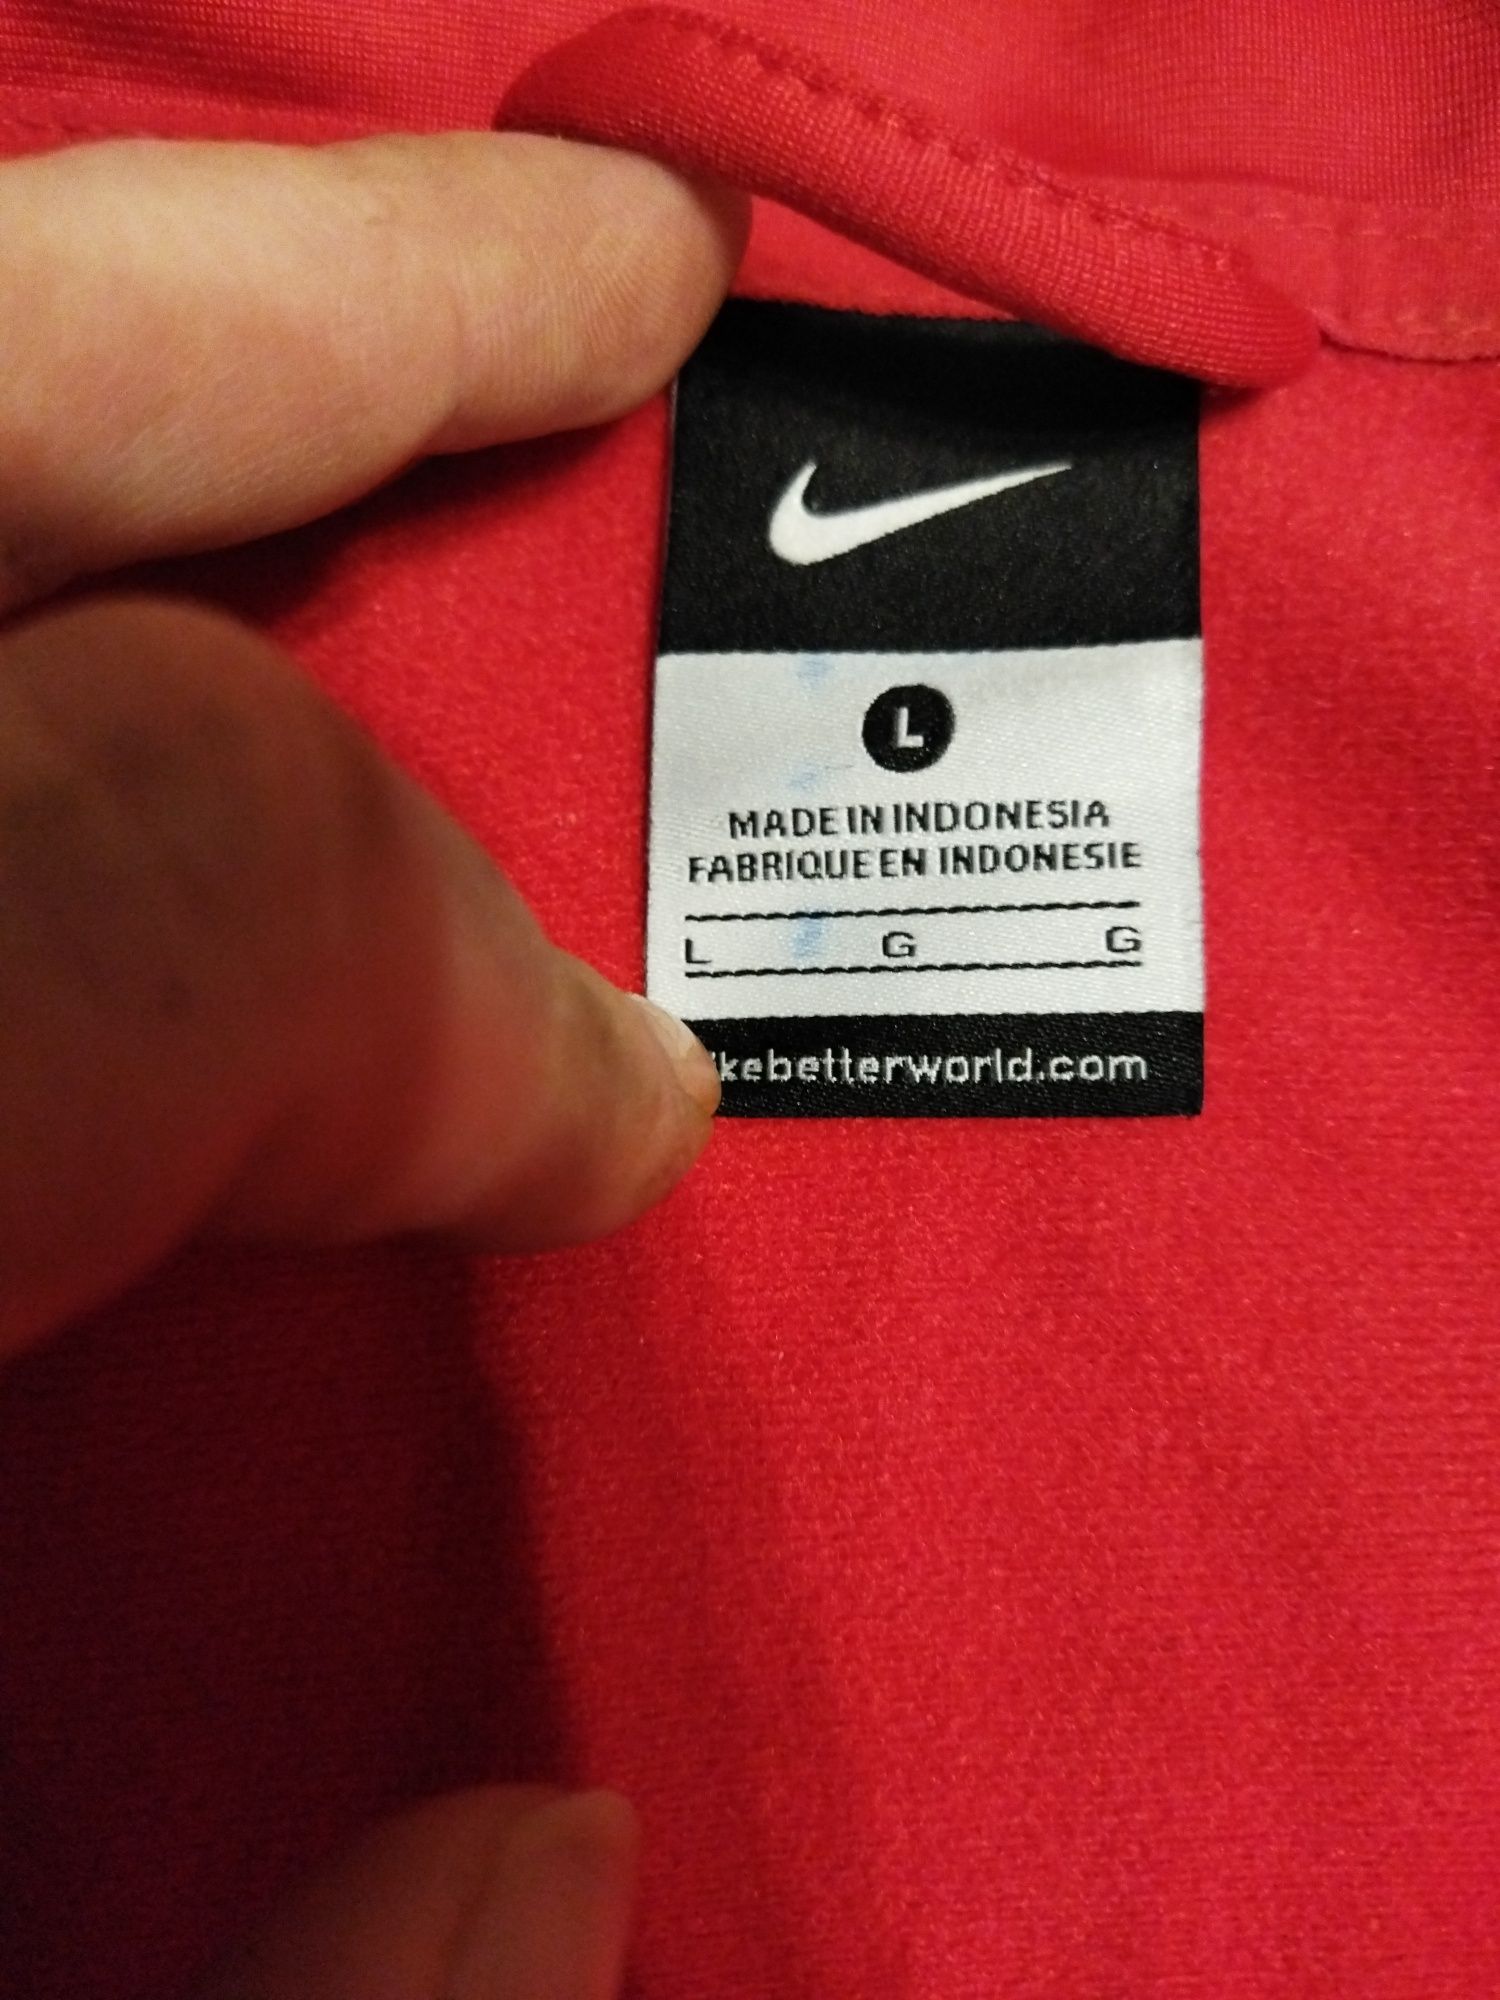 L
MADE IN INDONESIA
FABRIQUE EN INDONESIE
L G G
kebetterworld.com